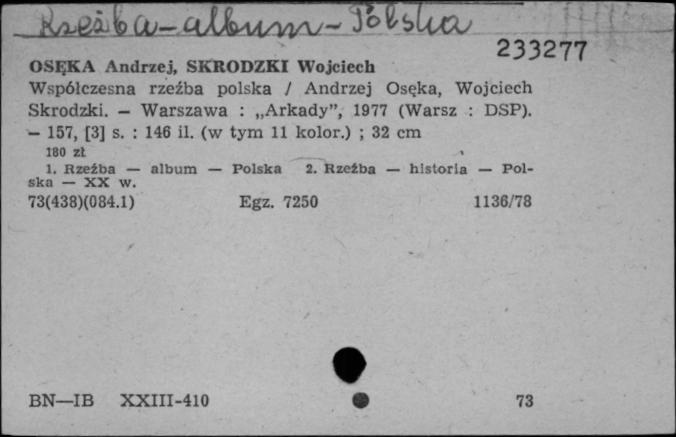 Rzeźba - album - Polska
233277
OSĘKA Andrzej, SKRODZKI Wojciech
Współczesna rzeźba polska / Andrzej Osęka, Wojciech
Skrodzki. — Warszawa : „Arkady”, 1977 (Warsz : DSP).
— 157, [3] s. : 146 il. (w tym 11 kolor.) ; 32 cm
180 zł
1. Rzeźba — album — Polska 2. Rzeźba — historia — Pol-
ska — XX w.
73(438)(084.1) Egz. 7250 1136/78
BN—IB XXIII-410 73